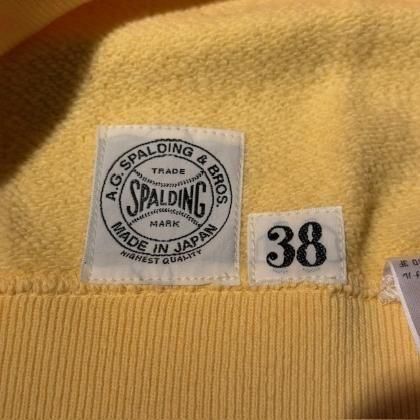 A.G. SPALDING & BROS.
TRADE
SPALDING
MARK
MADE IN JAPAN
HIGHEST QUALITY
38